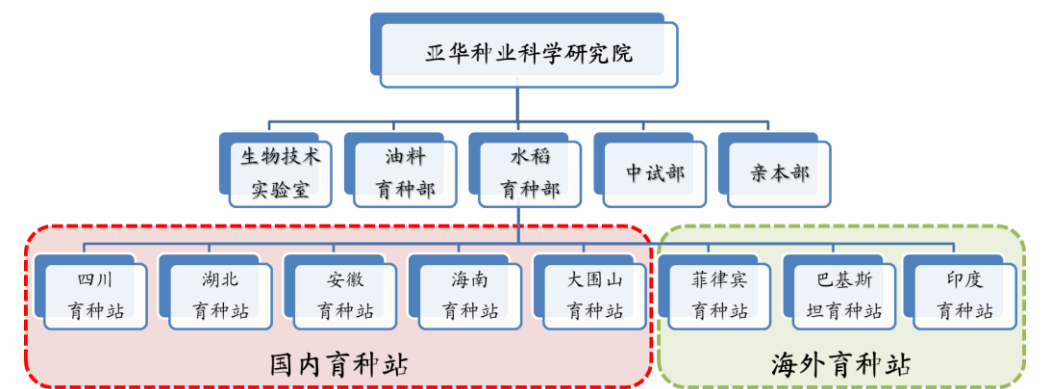 亚华种业科学研究院
生物技术
实验室
油料
育种部
水稻
育种部
中试部
亲本部
四川
育种站
湖北
育种站
安徽
育种站
海南
育种站
大围山
育种站
菲律宾
育种站
巴基斯
坦育种站
印度
育种站
国内育种站
海外育种站